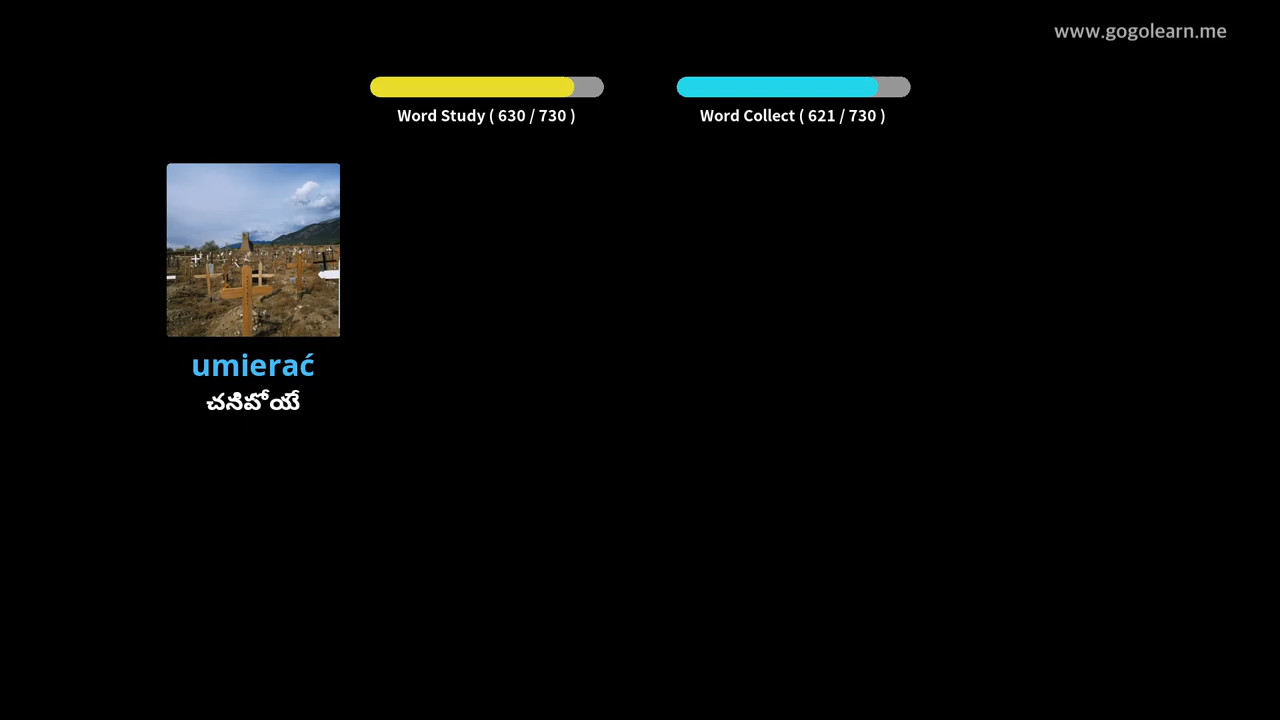 www.gogolearn.me
Word Study ( 630 / 730 )
Word Collect ( 621 / 730 )
umierać
చనిపోయే